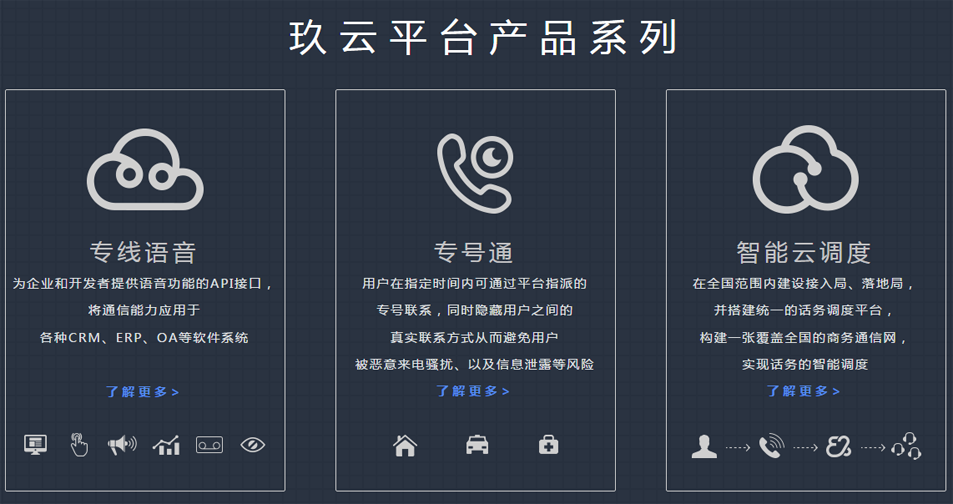 玖云平台产品系列
专线语音
为企业和开发者提供语音功能的API接口，
将通信能力应用于
各种CRM、ERP、OA等软件系统
了解更多>
专号通
用户在指定时间内可通过平台指派的
专号联系，同时隐藏用户之间的
真实联系方式从而避免用户
被恶意来电骚扰、以及信息泄露等风险
了解更多>
智能云调度
在全国范围内建设接入局、落地局，
并搭建统一的话务调度平台，
构建一张覆盖全国的商务通信网，
实现话务的智能调度
了解更多>